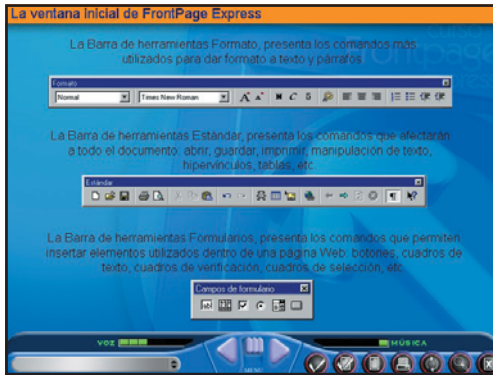 La ventana inicial de FrontPage Express
La Barra de herramientas Formato, presenta los comandos más
utilizados para dar formato a texto y párrafos.
Formato
Normal
Times New Roman
A A N C S
La Barra de herramientas Estándar, presenta los comandos que afectarán
a todo el documento; abrir, guardar, imprimir, manipulación de texto,
hipervínculos, tablas, etc.
Estándar
La Barra de herramientas Formularios, presenta los comandos que permiten
insertar elementos utilizados dentro de una página Web: botones, cuadros de
texto, cuadros de verificación, cuadros de selección, etc.
Campos de formulario
VOZ
MÚSICA
MENU